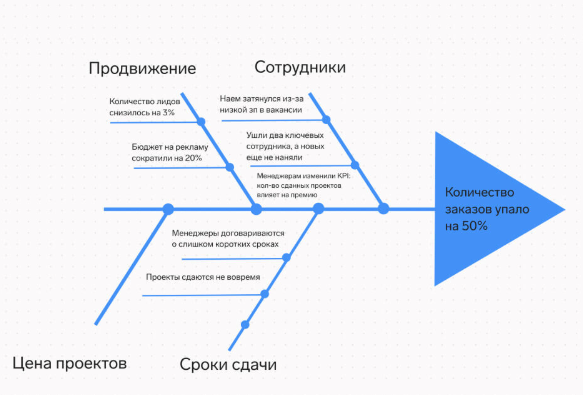 Продвижение
Сотрудники
Количество лидов
снизилось на 3%
Наем затянулся из-за
низкой зп в вакансии
Бюджет на рекламу
сократили на 20%
Ушли два ключевых
сотрудника, а новых
еще не наняли
Менеджерам изменили KPI:
кол-во сданных проектов
влияет на премию
Количество
заказов упало
на 50%
Менеджеры договариваются
о слишком коротких сроках
Проекты сдаются не вовремя
Цена проектов
Сроки сдачи